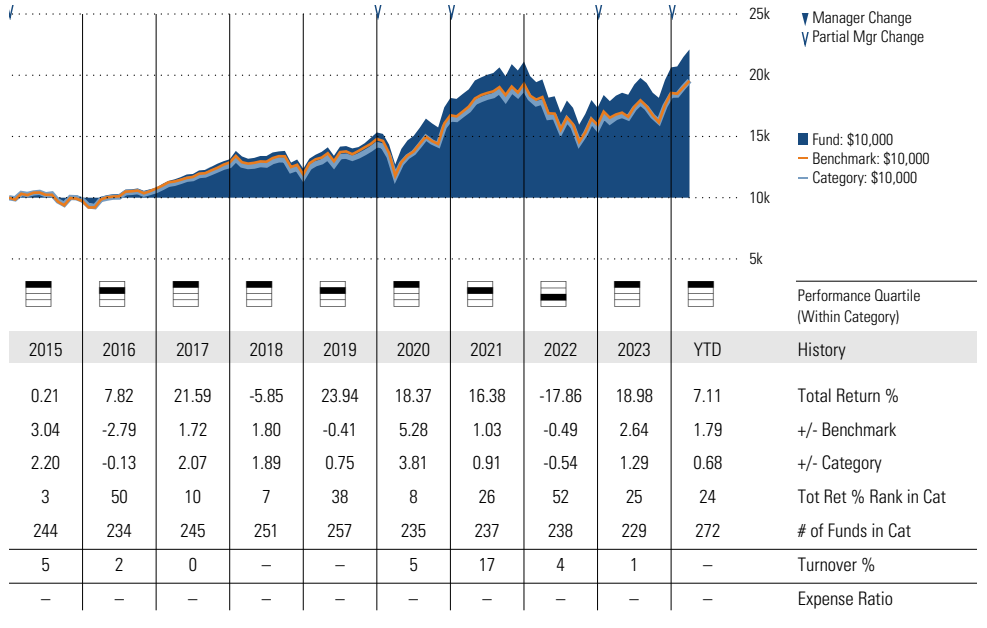 25k
Manager Change
Partial Mgr Change
20k
15k
Fund: $10,000
Benchmark: $10,000
Category: $10,000
10k
5k
Performance Quartile
(Within Category)
2015 2016 2017 2018 2019 2020 2021 2022 2023 YTD History
0.21 7.82 21.59 -5.85 23.94 18.37 16.38 -17.86 18.98 7.11 Total Return %
3.04 -2.79 1.72 1.80 -0.41 5.28 1.03 -0.49 2.64 1.79 +/- Benchmark
2.20 -0.13 2.07 1.89 0.75 3.81 0.91 -0.54 1.29 0.68 +/- Category
3 50 10 7 38 8 26 52 25 24 Tot Ret % Rank in Cat
244 234 245 251 257 235 237 238 229 272 # of Funds in Cat
5 2 0 – – 5 17 4 1 – Turnover %
– – – – – – – – – – Expense Ratio